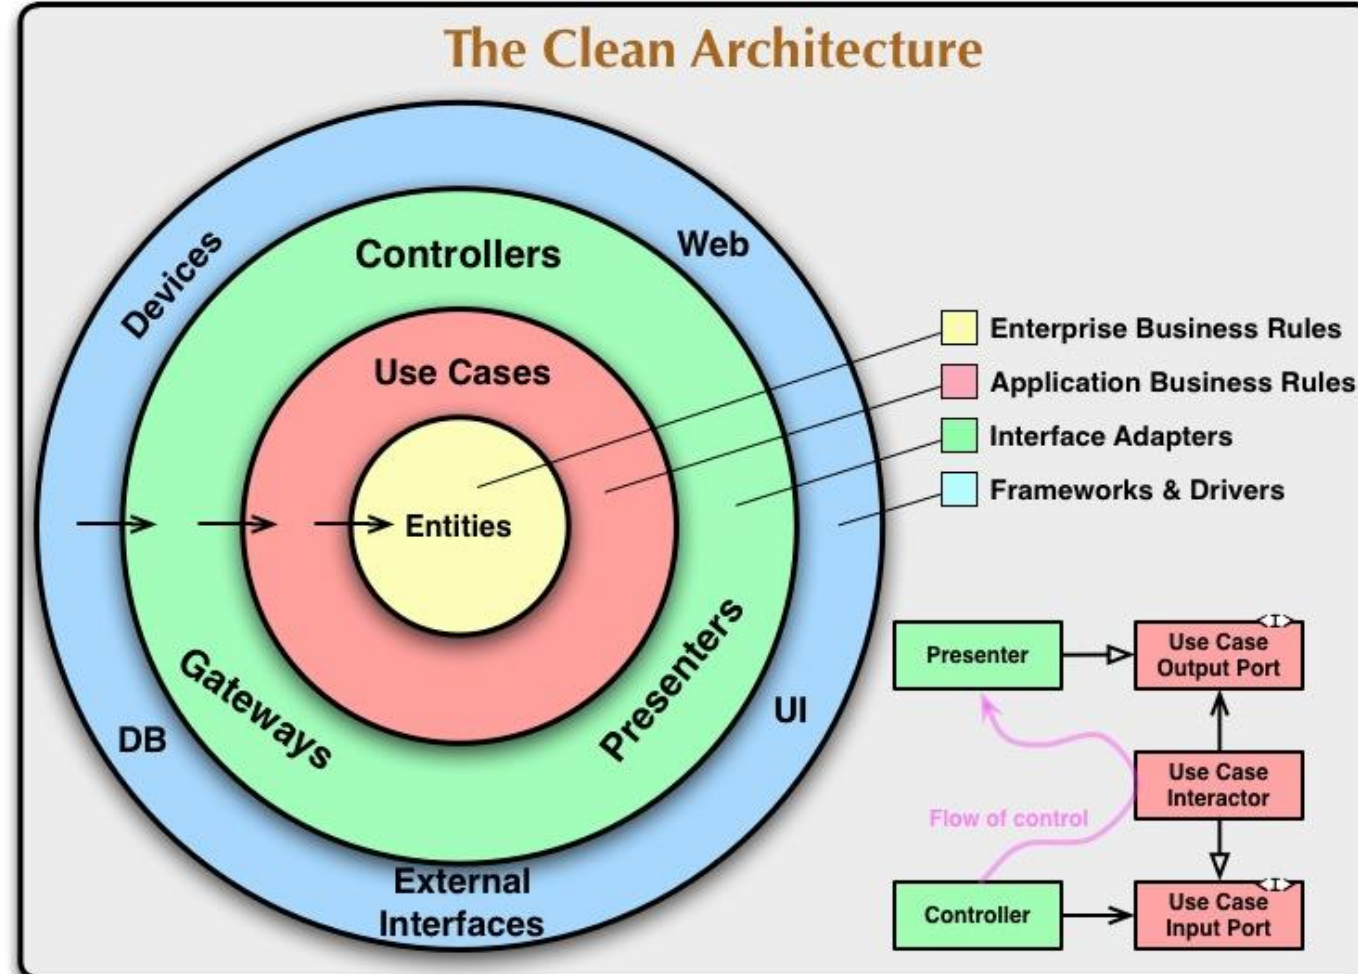 The Clean Architecture
Devices
Web
Controllers
Use Cases
Entities
Gateways
Presenters
DB
UI
External
Interfaces
Enterprise Business Rules
Application Business Rules
Interface Adapters
Frameworks & Drivers
Presenter
<I>
Use Case
Output Port
Use Case
Interactor
Flow of control
Controller
<I>
Use Case
Input Port